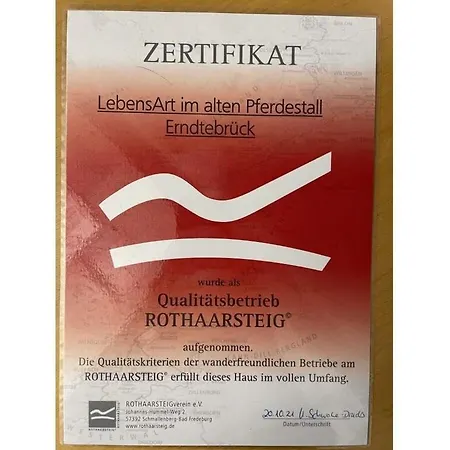 ZERTIFIKAT
LebensArt im alten Pferdestall
Erndtebrück
wurde als
Qualitätsbetrieb
ROTHAARSTEIG©
aufgenommen.
Die Qualitätskriterien der wanderfreundlichen Betriebe am
ROTHAARSTEIG© erfüllt dieses Haus im vollen Umfang.
ROTHAARSTEIGverein e.V.
Johannes-Hummel-Weg 2
57392 Schmallenberg-Bad Fredeburg
www.rothaarsteig.de
20.10.21
Datum/Unterschrift